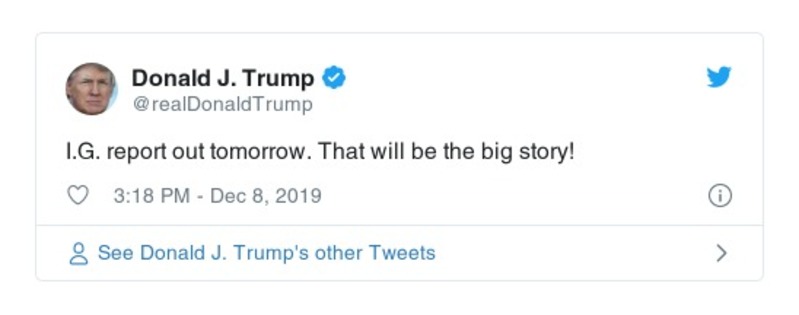 Donald J. Trump
@realDonaldTrump
I.G. report out tomorrow. That will be the big story!
3:18 PM - Dec 8, 2019
See Donald J. Trump's other Tweets